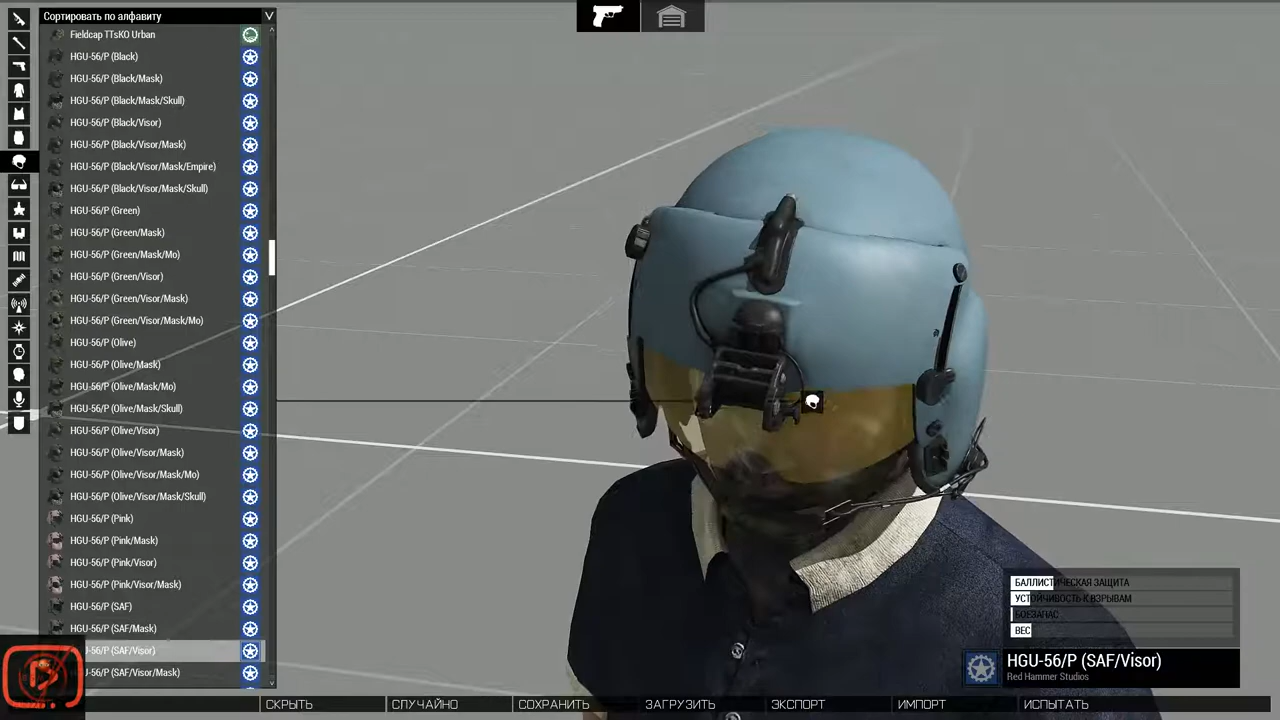 Сортировать по алфавиту
Fieldcap TTsKO Urban
HGU-56/P (Black)
HGU-56/P (Black/Mask)
HGU-56/P (Black/Mask/Skull)
HGU-56/P (Black/Visor)
HGU-56/P (Black/Visor/Mask)
HGU-56/P (Black/Visor/Mask/Empire)
HGU-56/P (Black/Visor/Mask/Skull)
HGU-56/P (Green)
HGU-56/P (Green/Mask)
HGU-56/P (Green/Mask/Mo)
HGU-56/P (Green/Visor)
HGU-56/P (Green/Visor/Mask)
HGU-56/P (Green/Visor/Mask/Mo)
HGU-56/P (Olive)
HGU-56/P (Olive/Mask)
HGU-56/P (Olive/Mask/Mo)
HGU-56/P (Olive/Mask/Skull)
HGU-56/P (Olive/Visor)
HGU-56/P (Olive/Visor/Mask)
HGU-56/P (Olive/Visor/Mask/Mo)
HGU-56/P (Olive/Visor/Mask/Skull)
HGU-56/P (Pink)
HGU-56/P (Pink/Mask)
HGU-56/P (Pink/Visor)
HGU-56/P (Pink/Visor/Mask)
HGU-56/P (SAF)
HGU-56/P (SAF/Mask)
-56/P (SAF/Visor)
-56/P (SAF/Visor/Mask)
БАЛЛИСТИЧЕСКАЯ ЗАЩИТА
УСТОЙЧИВОСТЬ К ВЗРЫВАМ
БОЕЗАПАС
ВЕС
HGU-56/P (SAF/Visor)
Red Hammer Studios
СКРЫТЬ
СЛУЧАЙНО
СОХРАНИТЬ
ЗАГРУЗИТЬ
ЭКСПОРТ
ИМПОРТ
ИСПЫТАТЬ